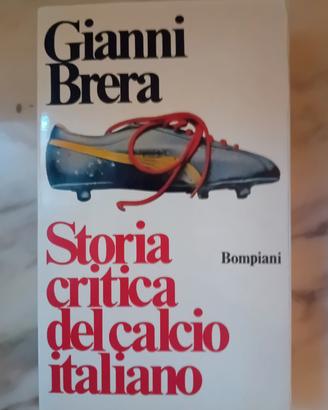 Gianni
Brera
Storia
critica
del calcio
italiano
Bompiani